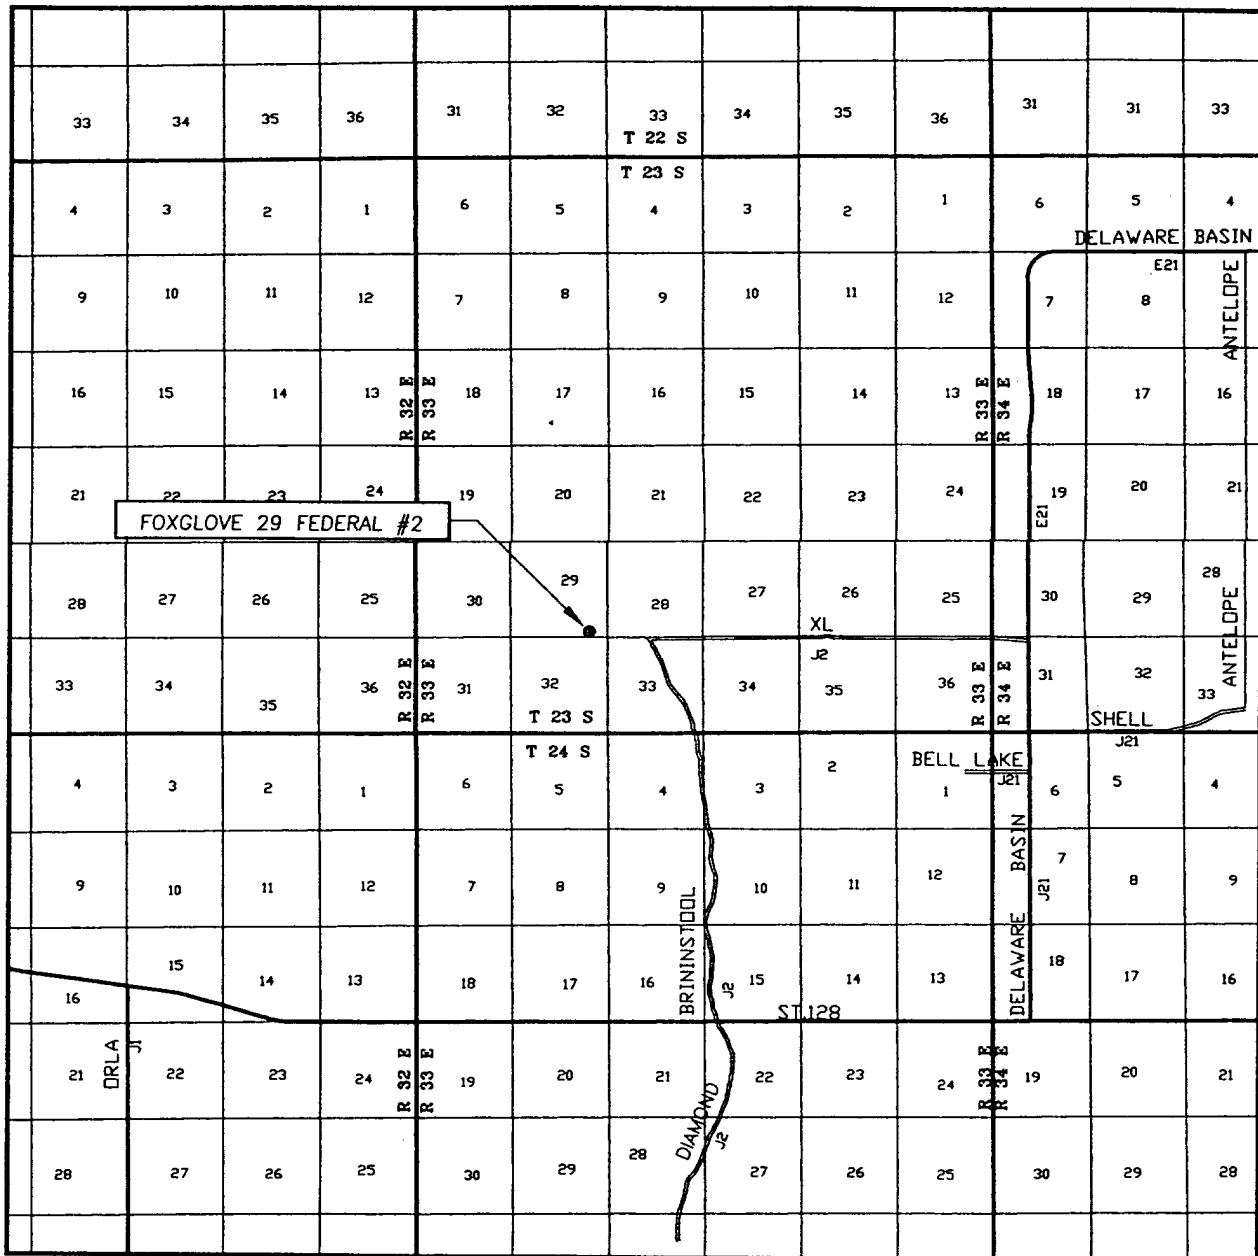 33 34 35 36 31 32 33 34 35 36 31 31 33
T 22 S
T 23 S
4 3 2 1 6 5 4 3 2 1 6 5 4
DELAWARE BASIN
E21
ANTELOPE
9 10 11 12 7 8 9 10 11 12 7 8
16 15 14 13 18 17 16 15 14 13 18 17 16
R 32 E
R 33 E
R 33 E
R 34 E
21 22 23 24 19 20 21 22 23 24 19 20 21
E21
FOXGLOVE 29 FEDERAL #2
28 27 26 25 30 29 28 27 26 25 30 29 28
ANTELOPE
XL
J2
33 34 35 36 31 32 33 34 35 36 31 32 33
R 32 E
R 33 E
R 33 E
R 34 E
T 23 S
T 24 S
SHELL
J21
BELL LAKE
J21
4 3 2 1 6 5 4 3 2 1 6 5 4
9 10 11 12 7 8 9 10 11 12 7 8 9
DELAWARE BASIN
J21
BRININSTOOL
J2
16 15 14 13 18 17 16 15 14 13 18 17 16
ST.128
ORLA
J1
21 22 23 24 19 20 21 22 23 24 19 20 21
R 32 E
R 33 E
R 33 E
R 34 E
DIAMOND
J2
28 27 26 25 30 29 28 27 26 25 30 29 28